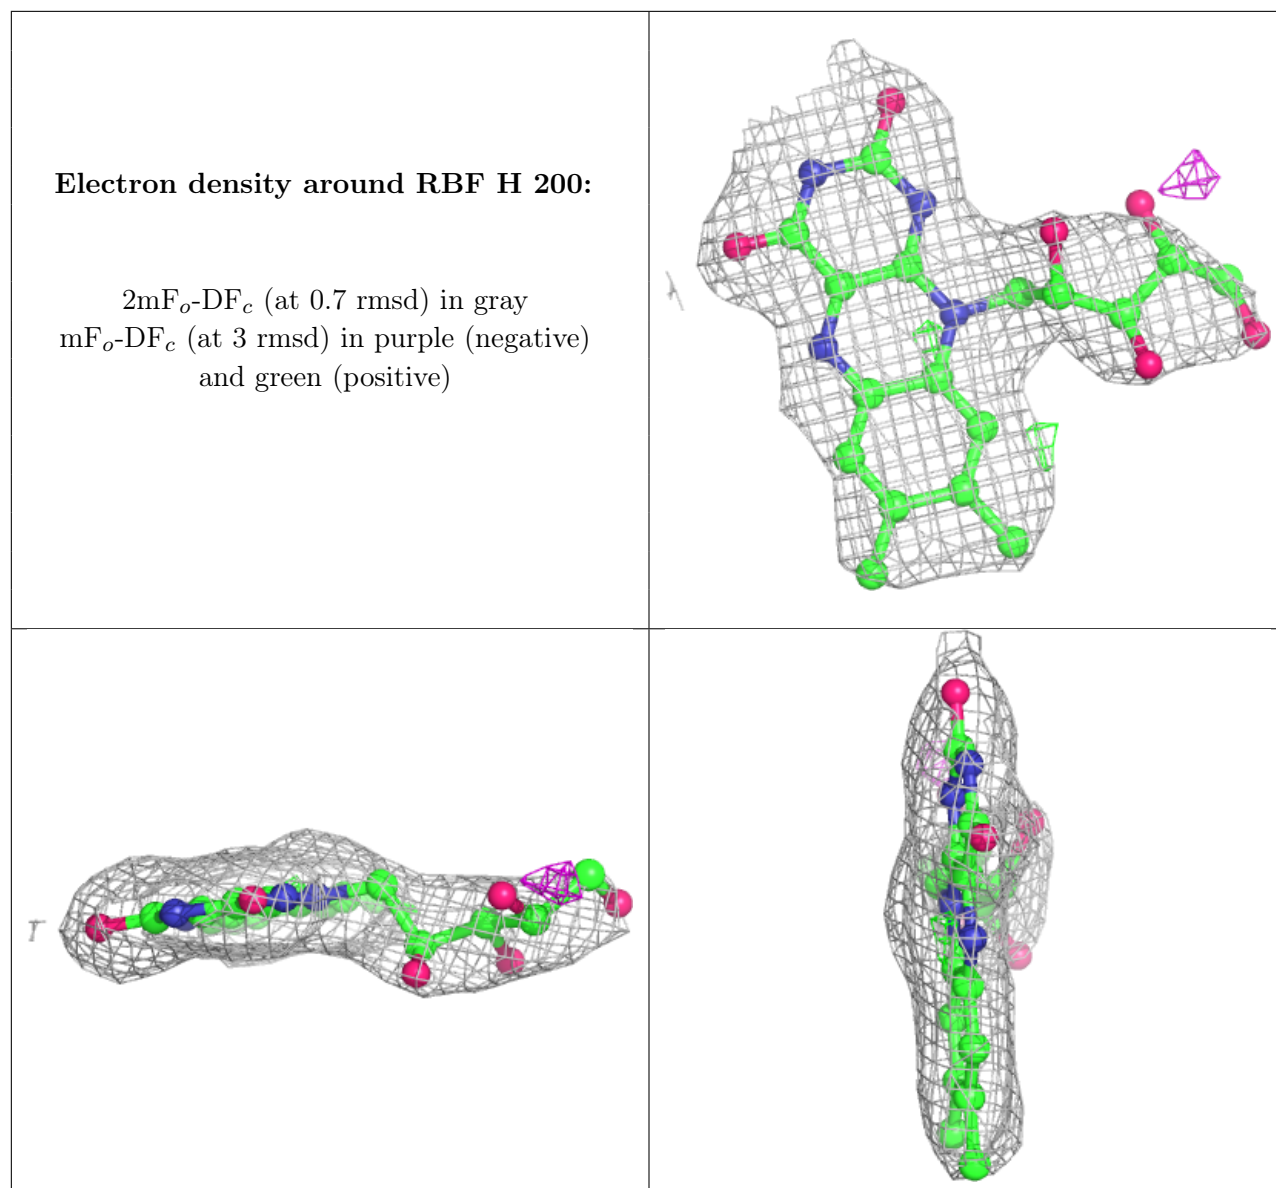 Electron density around RBF H 200:
2mFₒ-DF𝒸 (at 0.7 rmsd) in gray
mFₒ-DF𝒸 (at 3 rmsd) in purple (negative)
and green (positive)